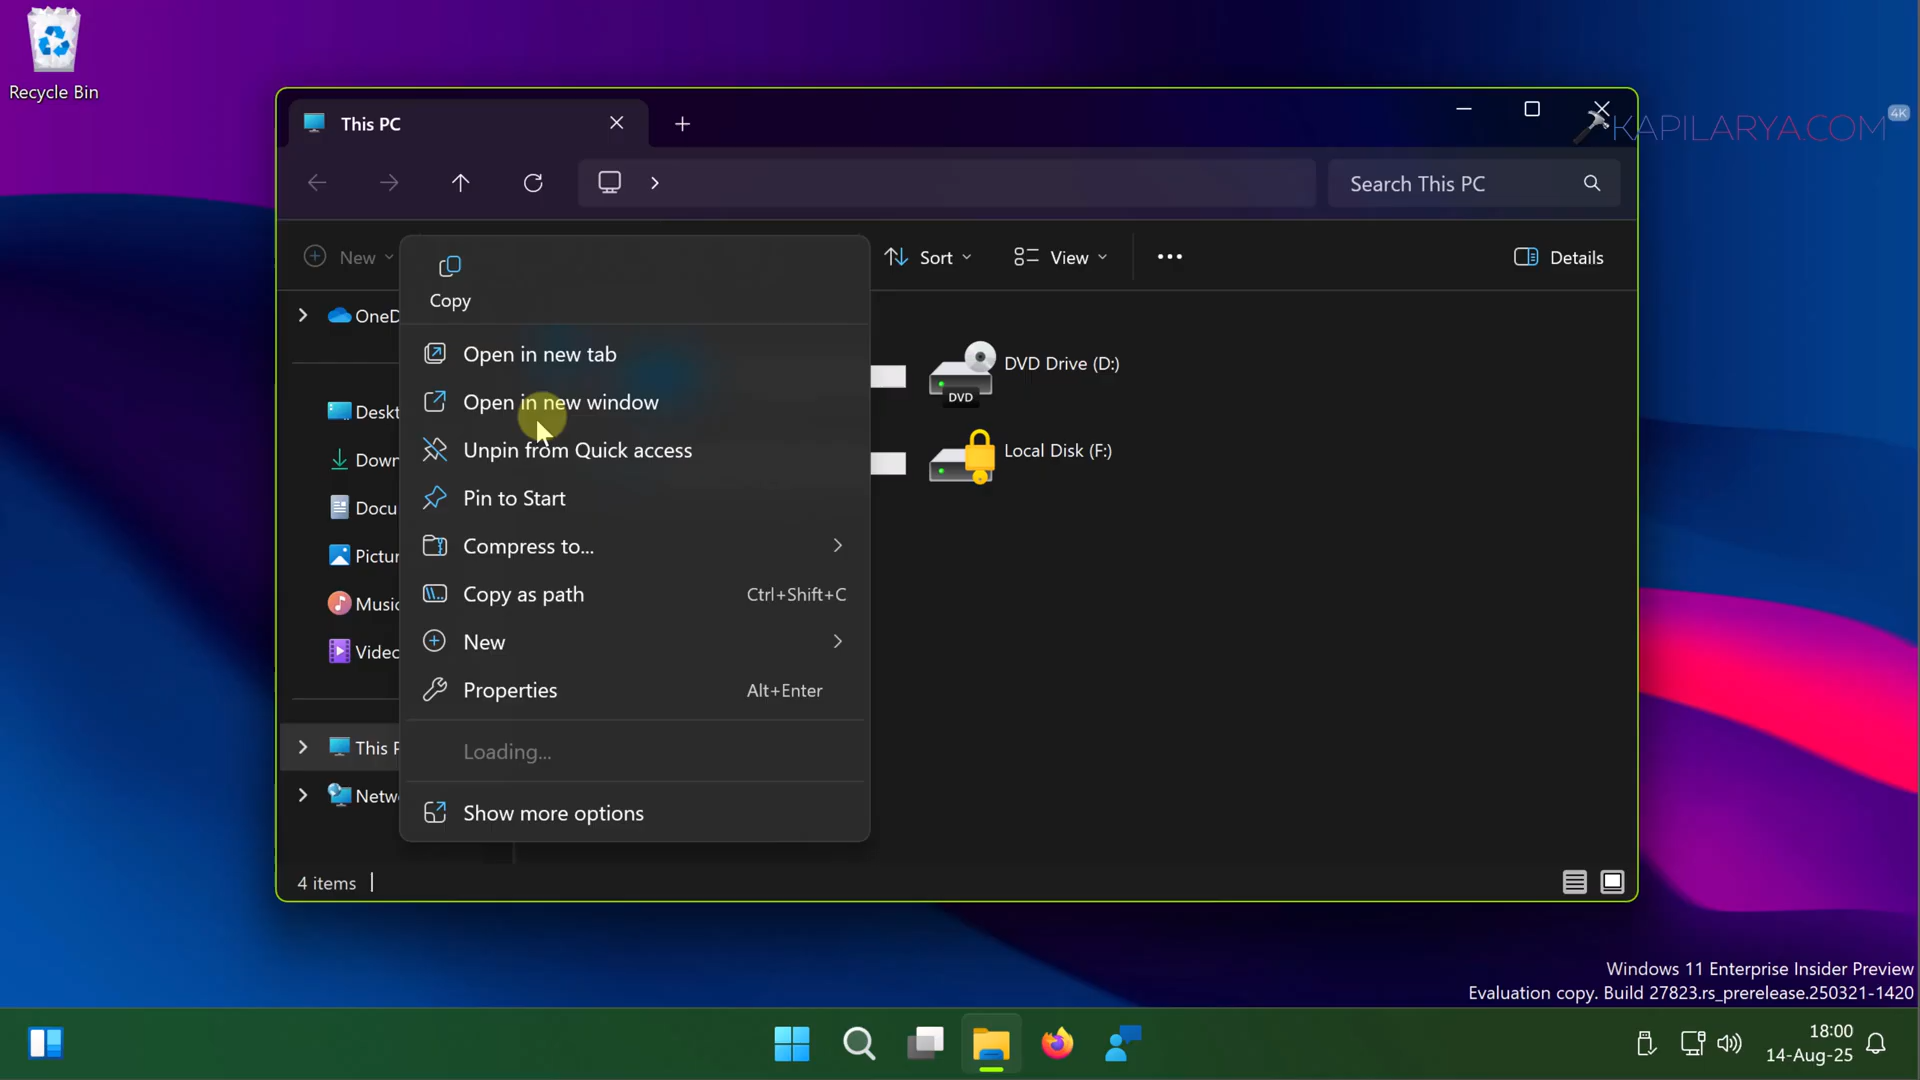 Recycle Bin
This PC
KAPILARYA.COM
4K
Search This PC
New
Sort
View
Details
Copy
OneD
Open in new tab
DVD Drive (D:)
DVD
Deskt
Open in new window
Down
Unpin from Quick access
Local Disk (F:)
Docu
Pin to Start
Pictur
Compress to...
Music
Copy as path
Ctrl+Shift+C
Video
New
Properties
Alt+Enter
This P
Loading...
Netwo
Show more options
4 items
Windows 11 Enterprise Insider Preview
Evaluation copy. Build 27823.rs_prerelease.250321-1420
18:00
14-Aug-25